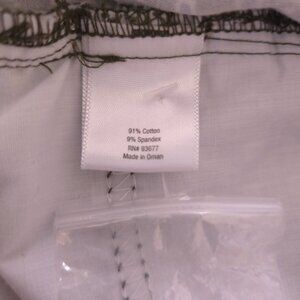 91% Cotton
9% Spandex
RN# 93677
Made in Oman